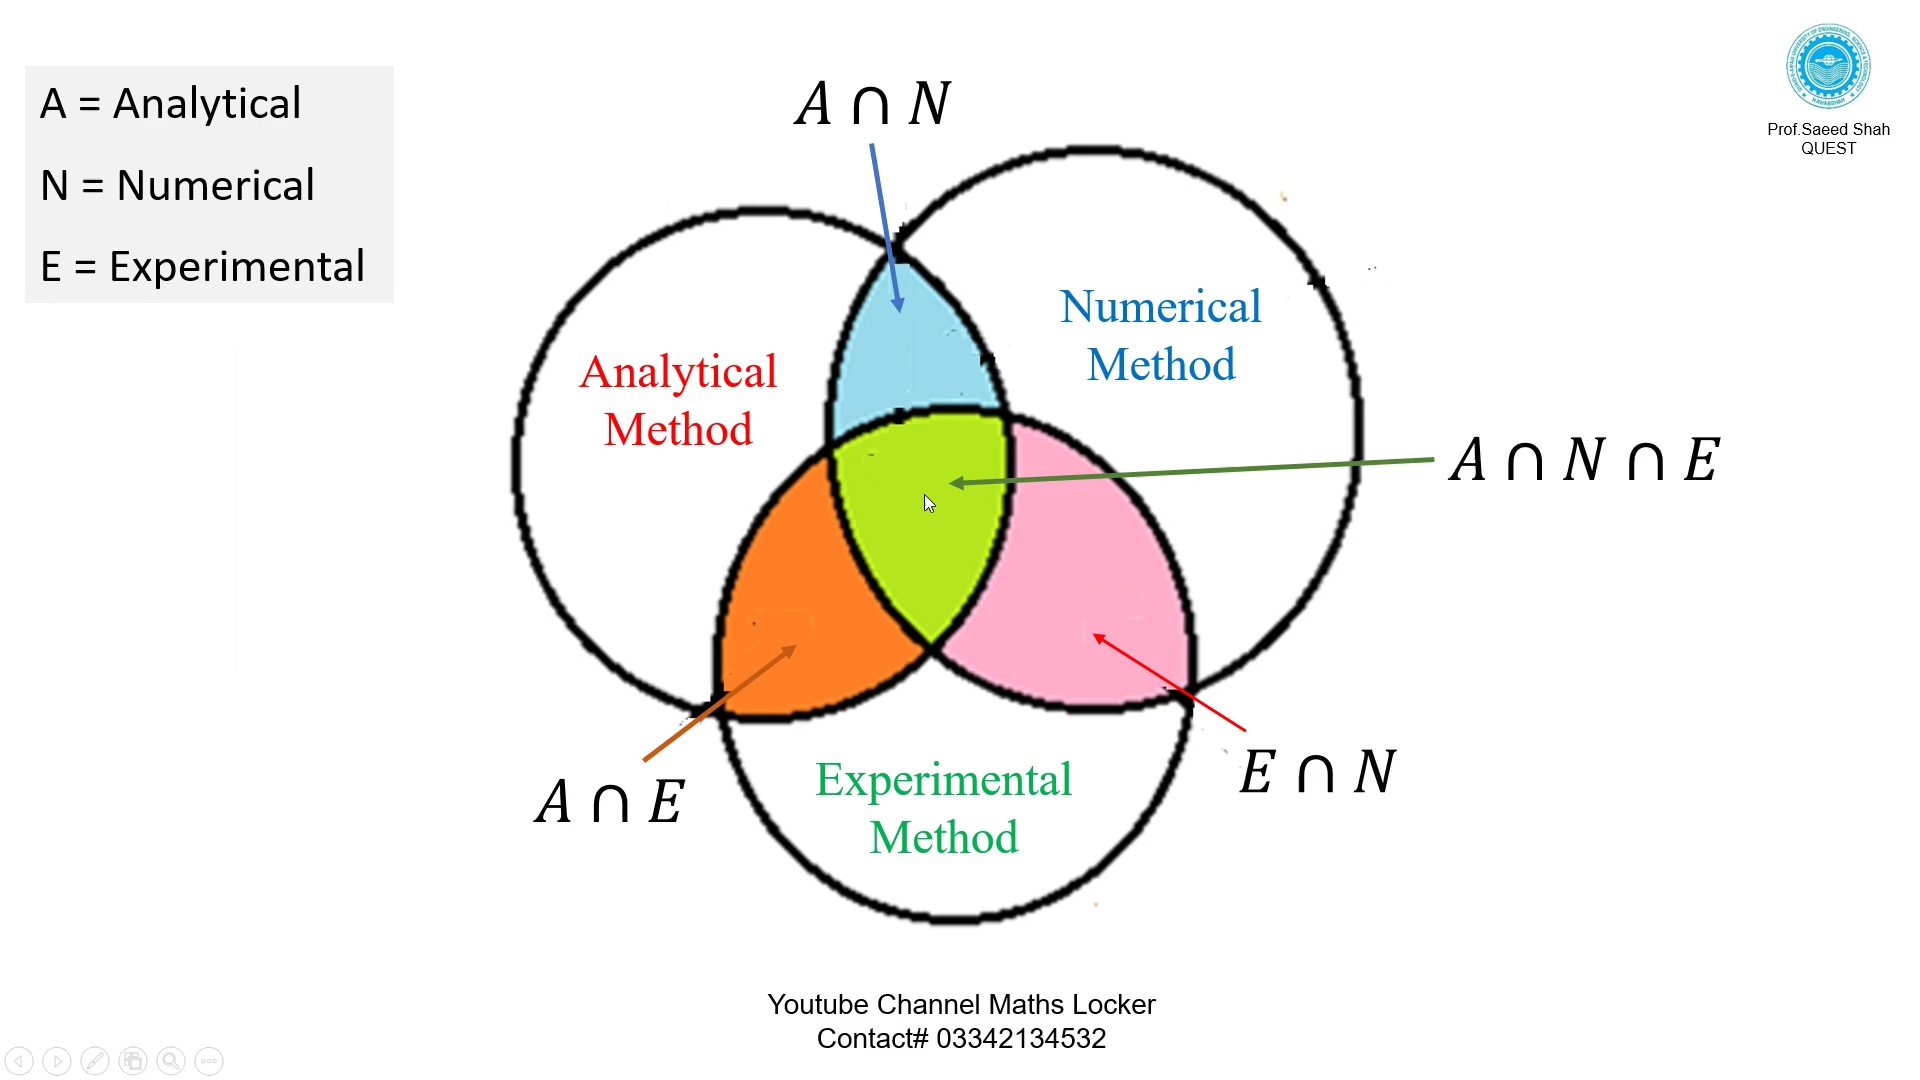 A = Analytical
N = Numerical
E = Experimental
A ∩ N
Prof.Saeed Shah
QUEST
Numerical
Method
Analytical
Method
A ∩ N ∩ E
A ∩ E
E ∩ N
Experimental
Method
Youtube Channel Maths Locker
Contact# 03342134532